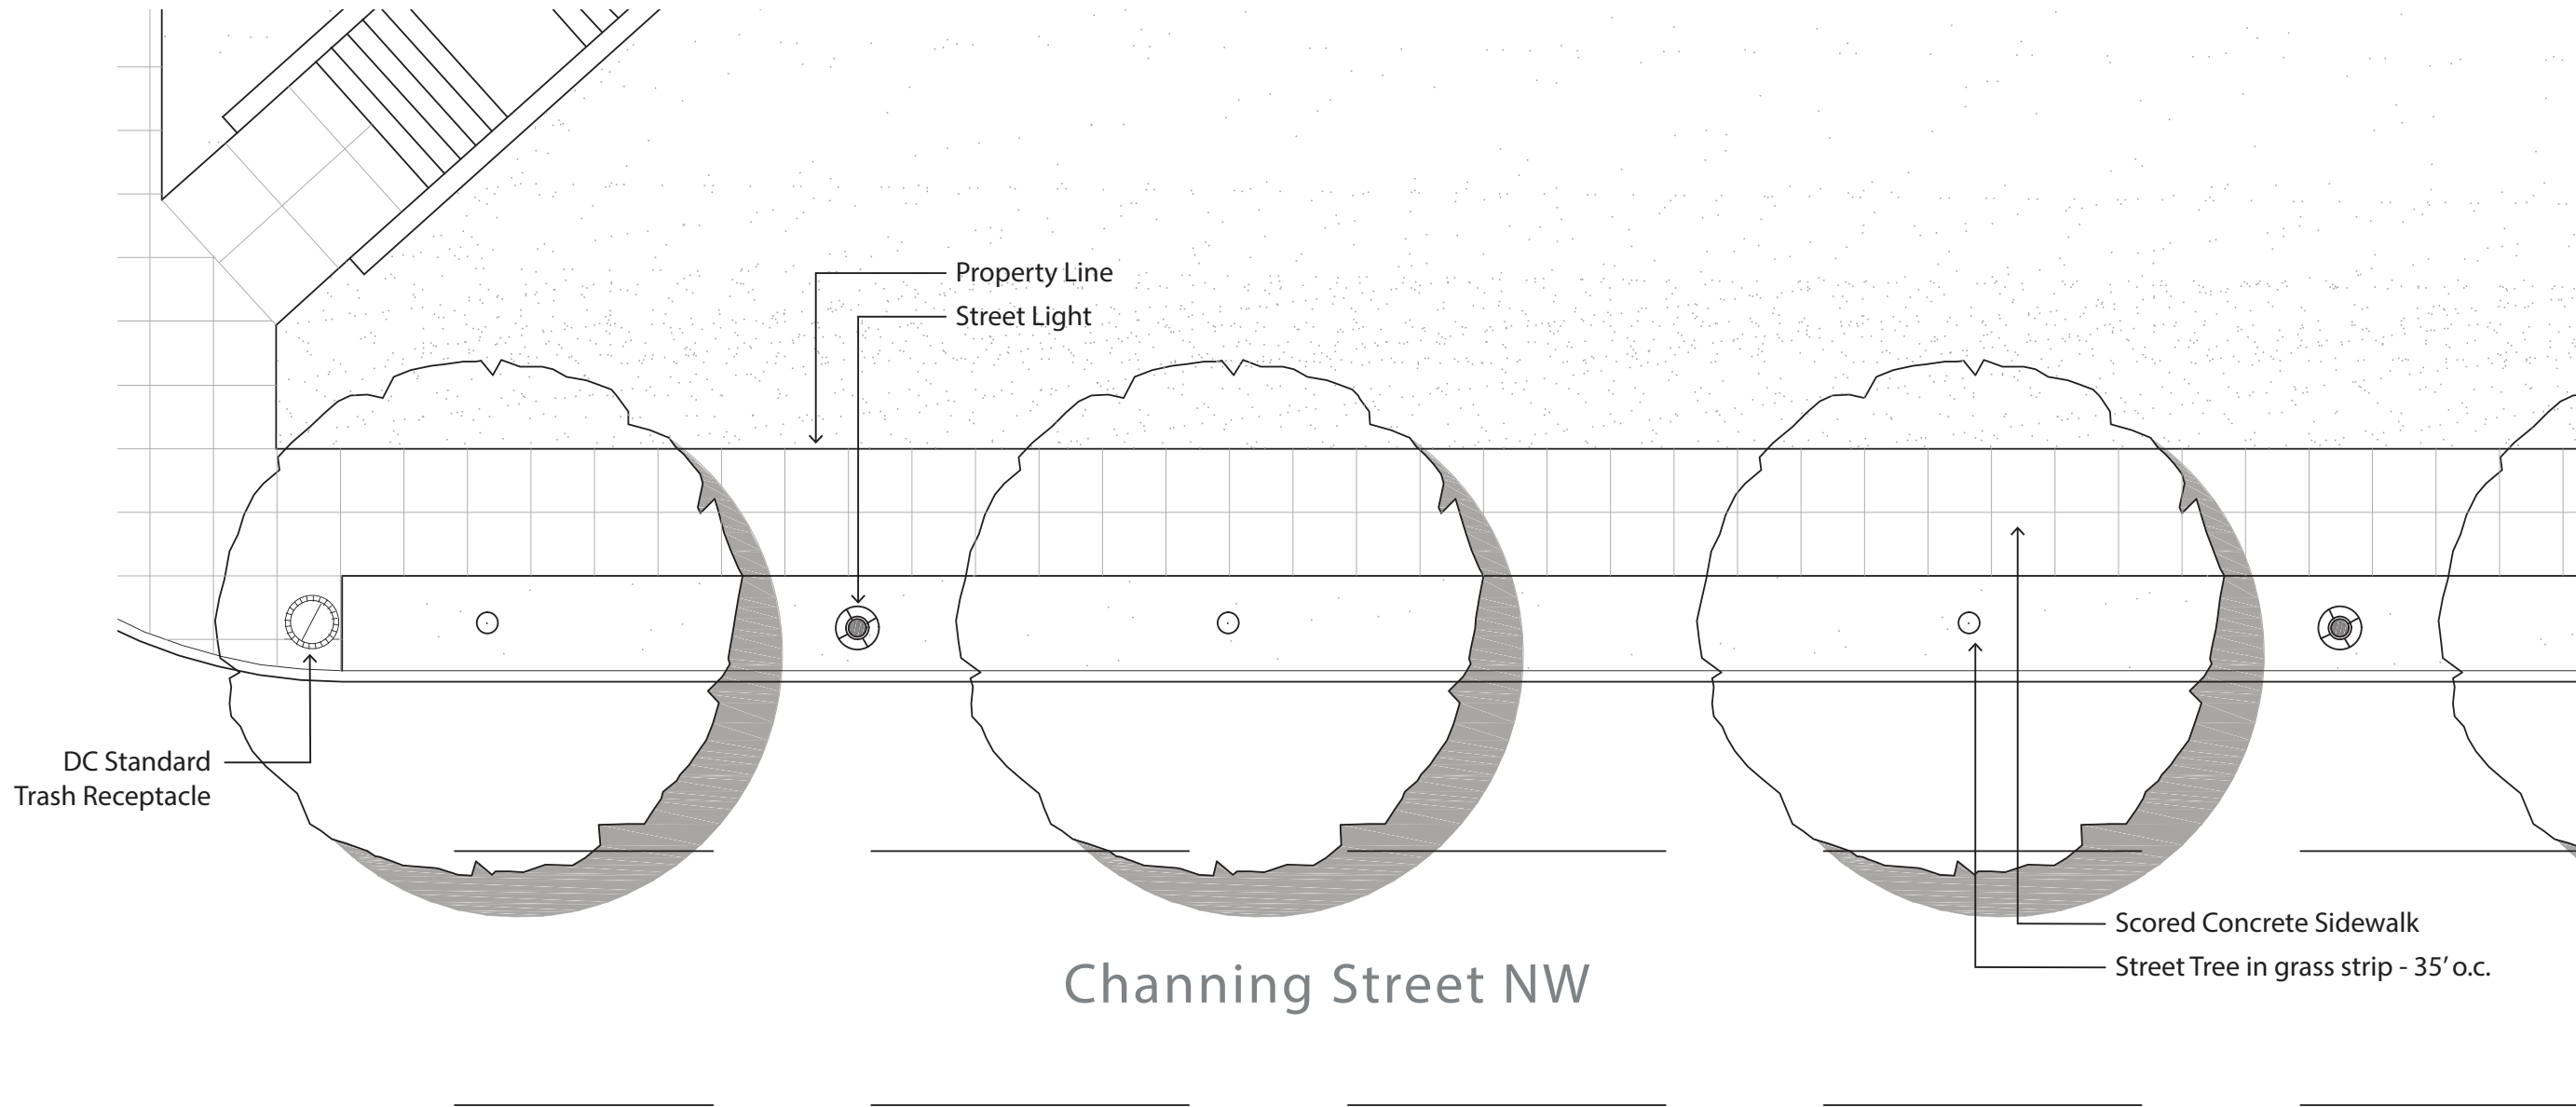 Property Line
Street Light
DC Standard
Trash Receptacle
Scored Concrete Sidewalk
Street Tree in grass strip - 35’ o.c.
Channing Street NW